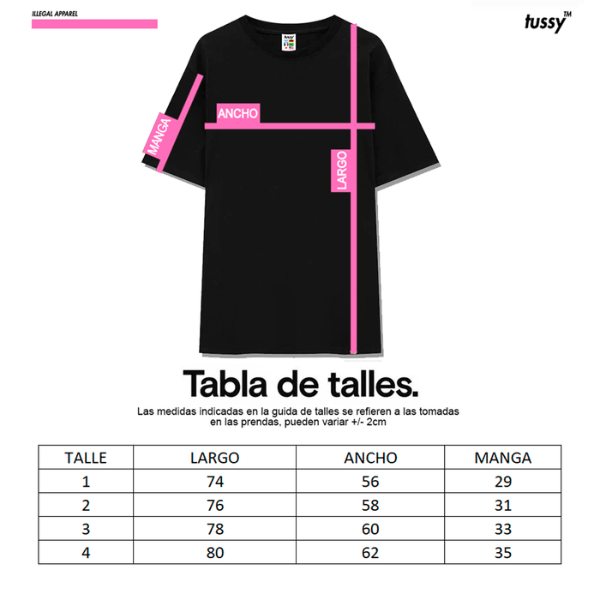 ILLEGAL APPAREL
tussy™
tussy
ANCHO
MANGA
LARGO
Tabla de talles.
Las medidas indicadas en la guida de talles se refieren a las tomadas
en las prendas, pueden variar +/- 2cm
TALLE LARGO ANCHO MANGA
1 74 56 29
2 76 58 31
3 78 60 33
4 80 62 35